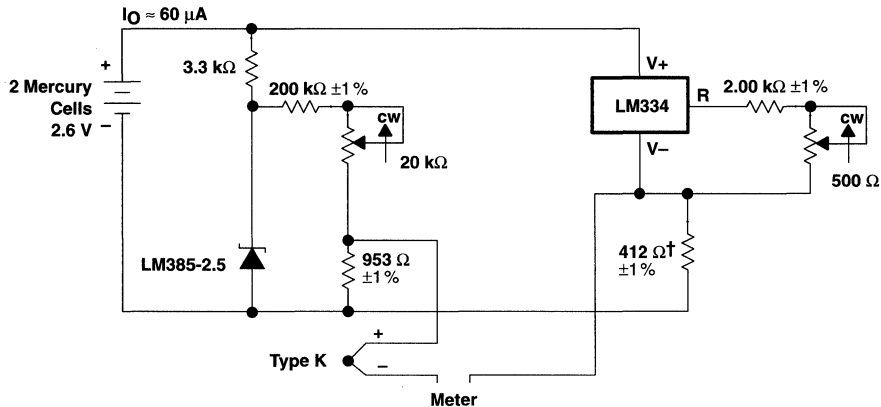 IO ≈ 60 µA
+
2 Mercury
Cells
2.6 V
–
3.3 kΩ
200 kΩ ±1%
cw
20 kΩ
LM385-2.5
953 Ω
±1%
V+
LM334
R
2.00 kΩ ±1%
cw
V–
500 Ω
412 Ω†
±1%
Type K
+
–
Meter